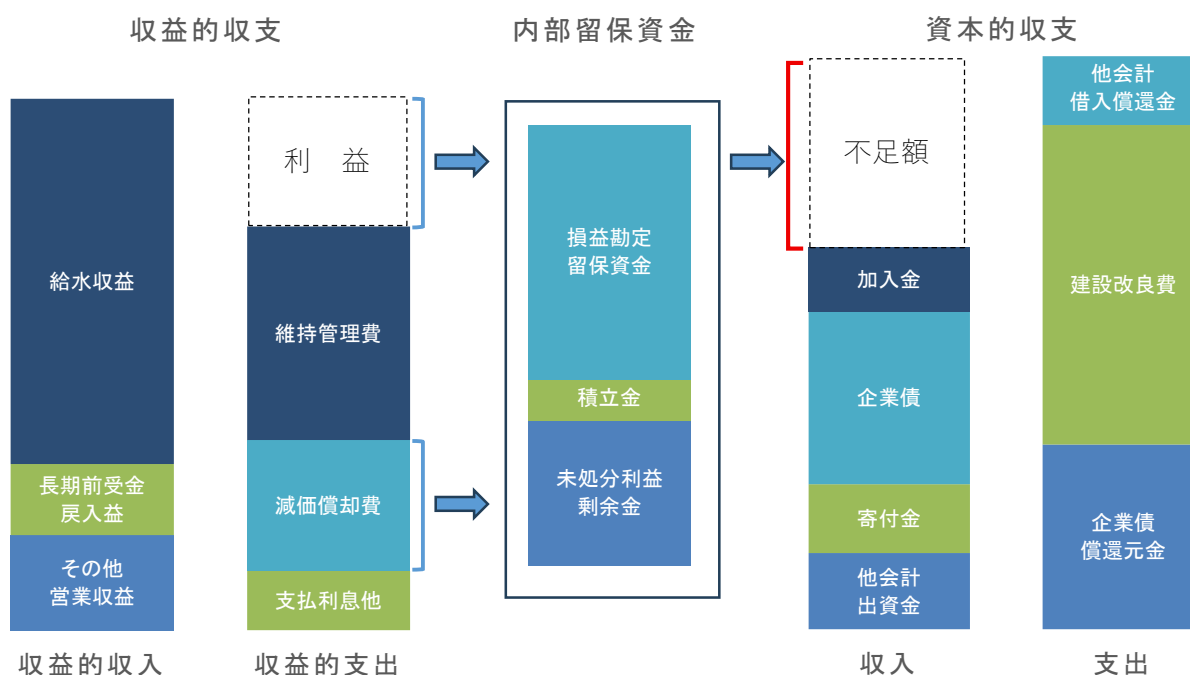 収益的収支
内部留保資金
資本的収支
利　益
給水収益
長期前受金
戻入益
その他
営業収益
収益的収入
維持管理費
減価償却費
支払利息他
収益的支出
損益勘定
留保資金
積立金
未処分利益
剰余金
不足額
加入金
企業債
寄付金
他会計
出資金
収入
他会計
借入償還金
建設改良費
企業債
償還元金
支出